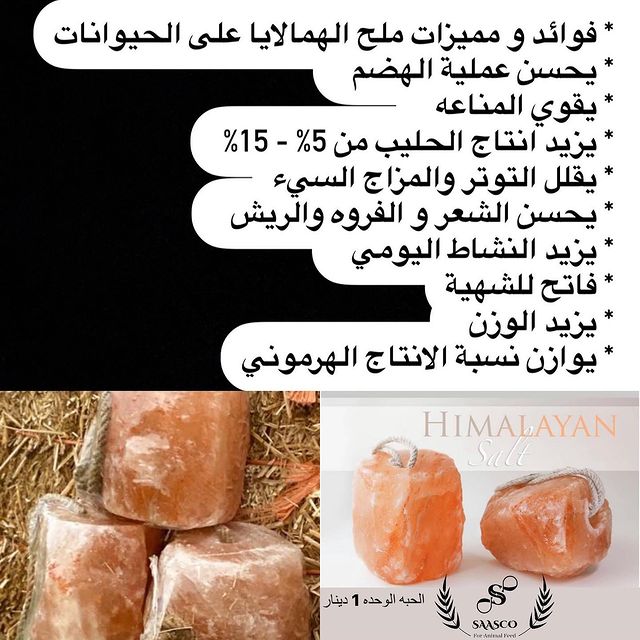 * فوائد و مميزات ملح الهمالايا على الحيوانات
* يحسن عملية الهضم
* يقوي المناعه
* يزيد انتاج الحليب من 5% - 15%
* يقلل التوتر والمزاج السيء
* يحسن الشعر و الفروه والريش
* يزيد النشاط اليومي
* فاتح للشهية
* يزيد الوزن
* يوازن نسبة الانتاج الهرموني
HIMALAYAN
Salt
الحبه الوحده 1 دينار
SAASCO
For Animal Feed